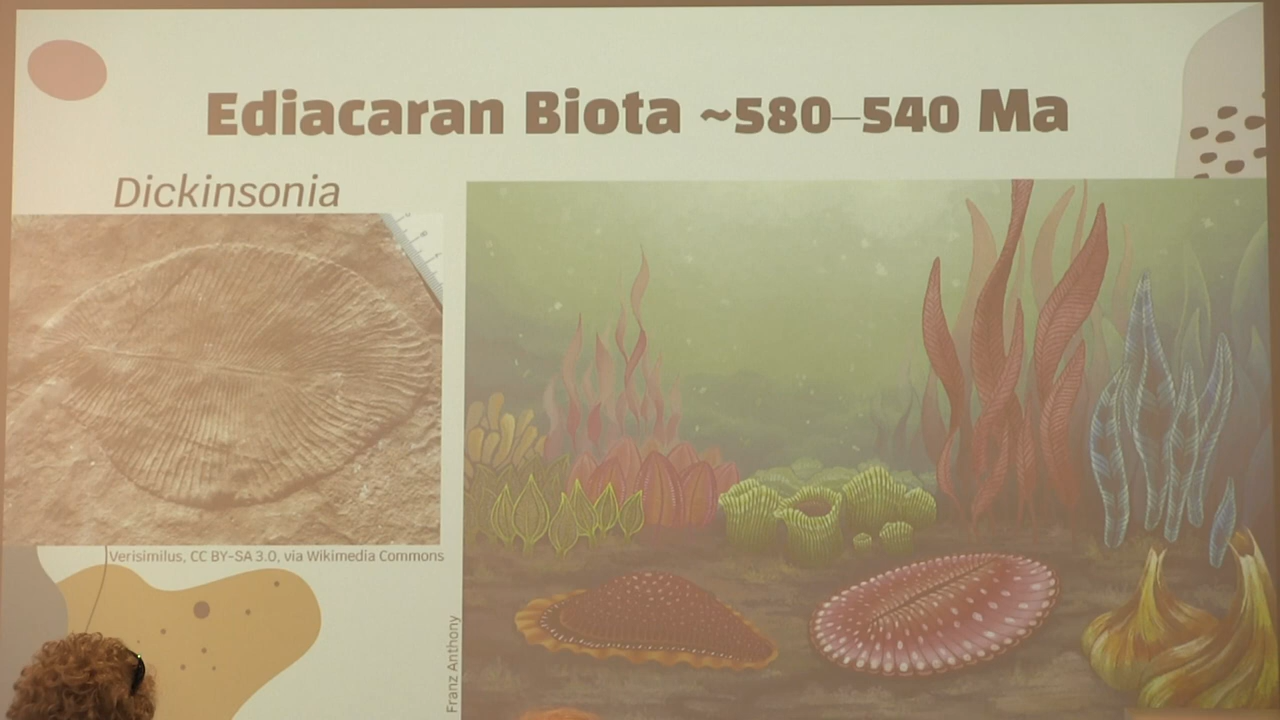 Ediacaran Biota ~580–540 Ma
Dickinsonia
Verisimilus, CC BY-SA 3.0, via Wikimedia Commons
Franz Anthony